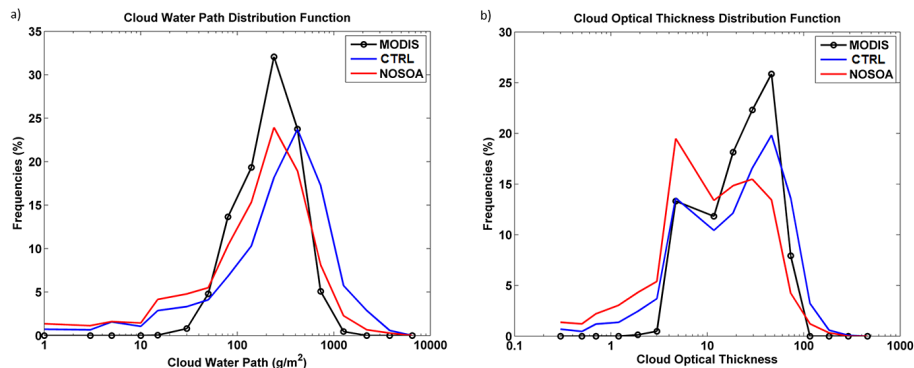 a)
Cloud Water Path Distribution Function
35
30
25
20
15
10
5
0
Frequencies (%)
MODIS
CTRL
NOSOA
1
10
100
1000
10000
Cloud Water Path (g/m²)
b)
Cloud Optical Thickness Distribution Function
30
25
20
15
10
5
0
Frequencies (%)
MODIS
CTRL
NOSOA
0.1
1
10
100
1000
Cloud Optical Thickness